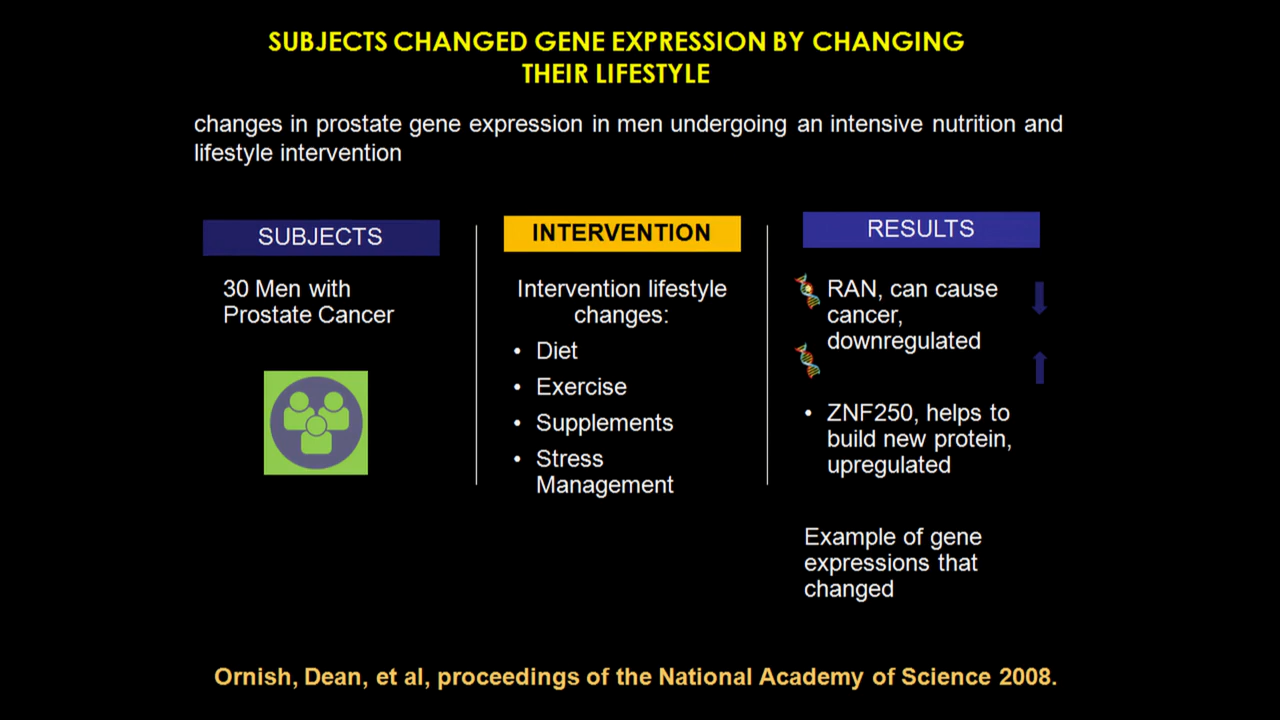 SUBJECTS CHANGED GENE EXPRESSION BY CHANGING
THEIR LIFESTYLE
changes in prostate gene expression in men undergoing an intensive nutrition and
lifestyle intervention
SUBJECTS
30 Men with
Prostate Cancer
INTERVENTION
Intervention lifestyle
changes:
• Diet
• Exercise
• Supplements
• Stress
Management
RESULTS
RAN, can cause
cancer,
downregulated
• ZNF250, helps to
build new protein,
upregulated
Example of gene
expressions that
changed
Ornish, Dean, et al, proceedings of the National Academy of Science 2008.